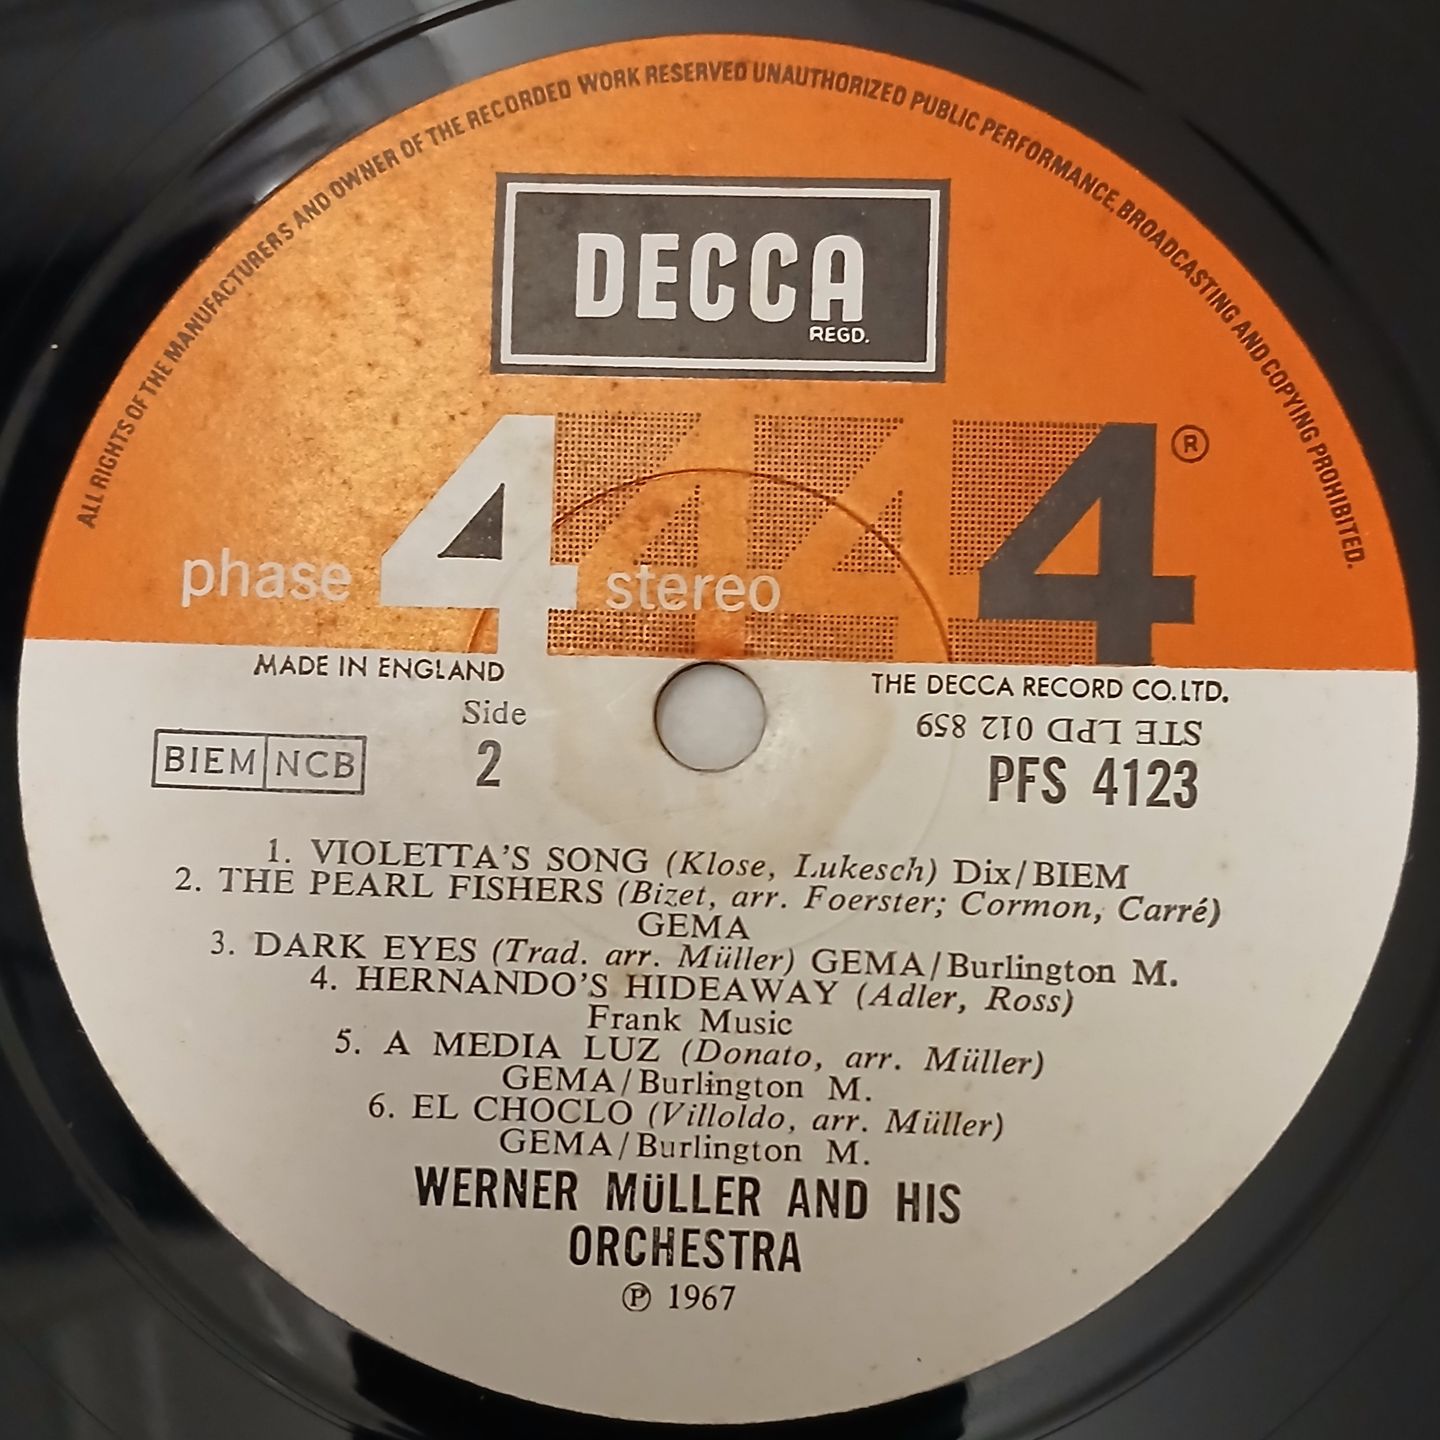 ALL RIGHTS OF THE MANUFACTURERS AND OWNER OF THE RECORDED WORK RESERVED UNAUTHORIZED PUBLIC PERFORMANCE, BROADCASTING AND COPYING PROHIBITED.
DECCA
REGD.
phase 4 stereo 4 4 4 ®
MADE IN ENGLAND
THE DECCA RECORD CO. LTD.
Side
STE LPD 012 859
BIEM NCB
2
PFS 4123
1. VIOLETTA'S SONG (Klose, Lukesch) Dix/BIEM
2. THE PEARL FISHERS (Bizet, arr. Foerster; Cormon, Carré)
GEMA
3. DARK EYES (Trad. arr. Müller) GEMA/Burlington M.
4. HERNANDO'S HIDEAWAY (Adler, Ross)
Frank Music
5. A MEDIA LUZ (Donato, arr. Müller)
GEMA/Burlington M.
6. EL CHOCLO (Villoldo, arr. Müller)
GEMA/Burlington M.
WERNER MÜLLER AND HIS
ORCHESTRA
℗ 1967